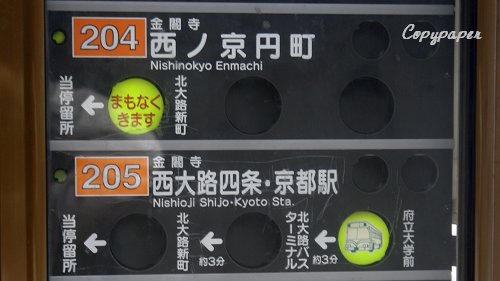 Copypaper
金閣寺
204 西ノ京円町
Nishinokyo Enmachi
当停留所
まもなく
きます
北大路新町
金閣寺
205 西大路四条・京都駅
Nishioji Shijo-Kyoto Sta.
当停留所
北大路新町
約3分
北大路バス
ターミナル
約3分
府立大学前